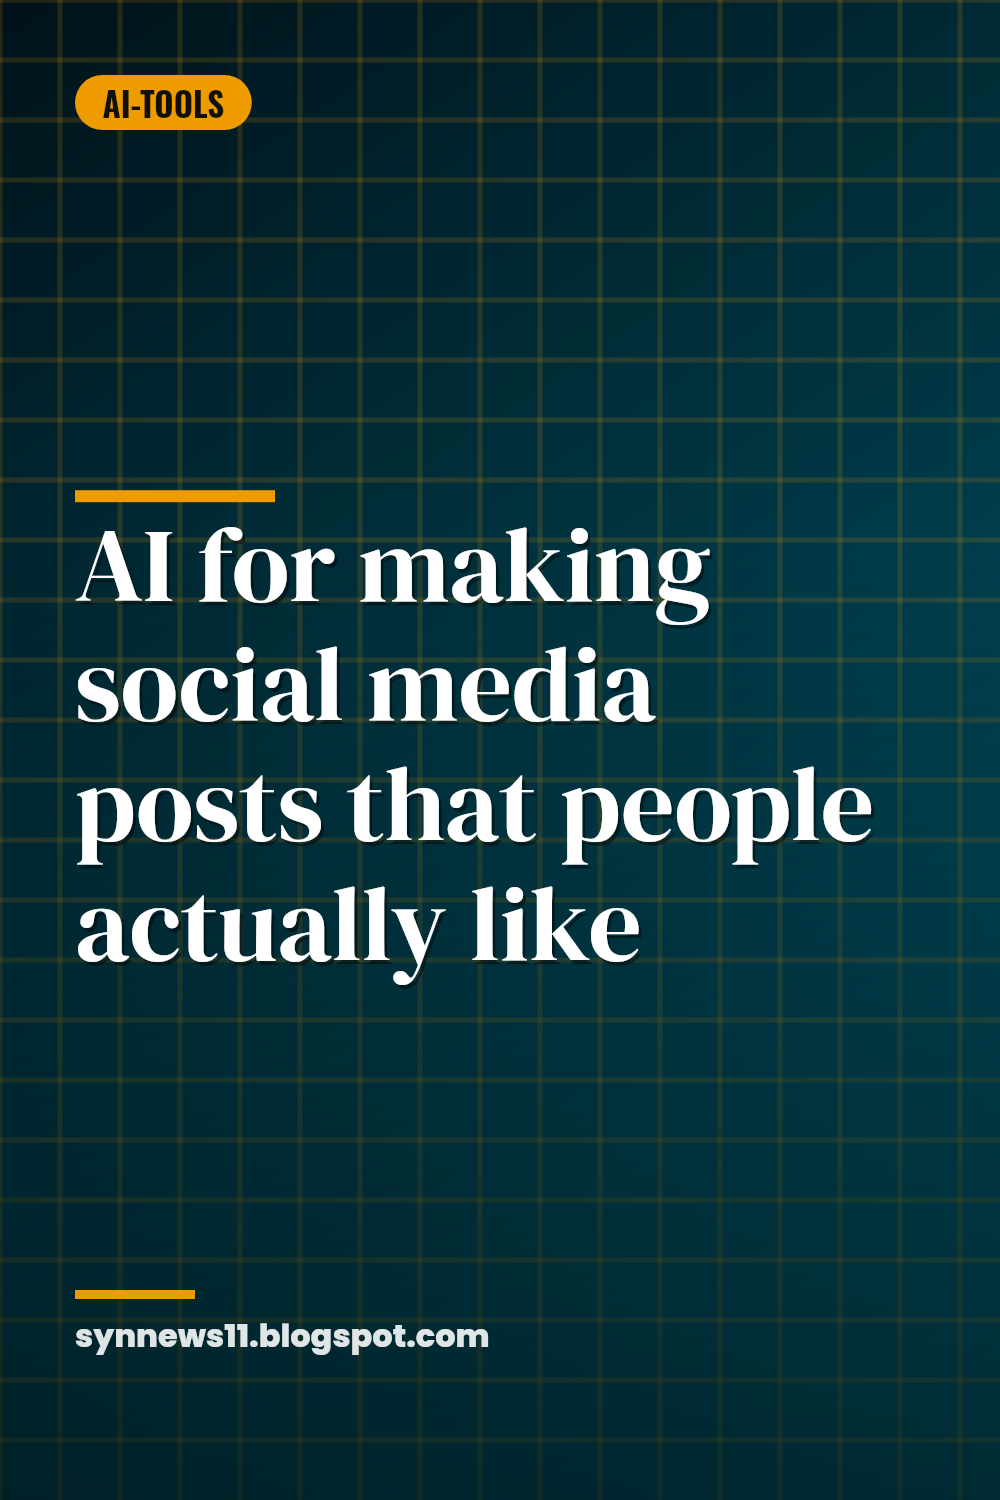 AI-TOOLS
AI for making
social media
posts that people
actually like
synnews11.blogspot.com